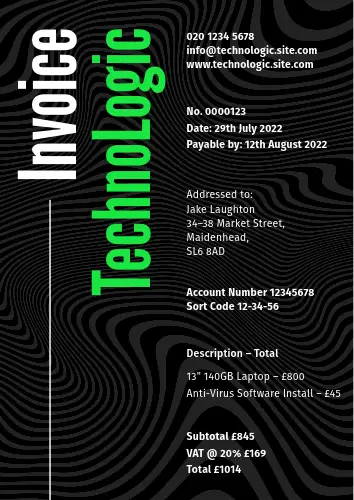 Invoice
TechnoLogic
020 1234 5678
info@technologic.site.com
www.technologic.site.com
No. 0000123
Date: 29th July 2022
Payable by: 12th August 2022
Addressed to:
Jake Laughton
34–38 Market Street,
Maidenhead,
SL6 8AD
Account Number 12345678
Sort Code 12-34-56
Description – Total
13" 140GB Laptop – £800
Anti-Virus Software Install – £45
Subtotal £845
VAT @ 20% £169
Total £1014